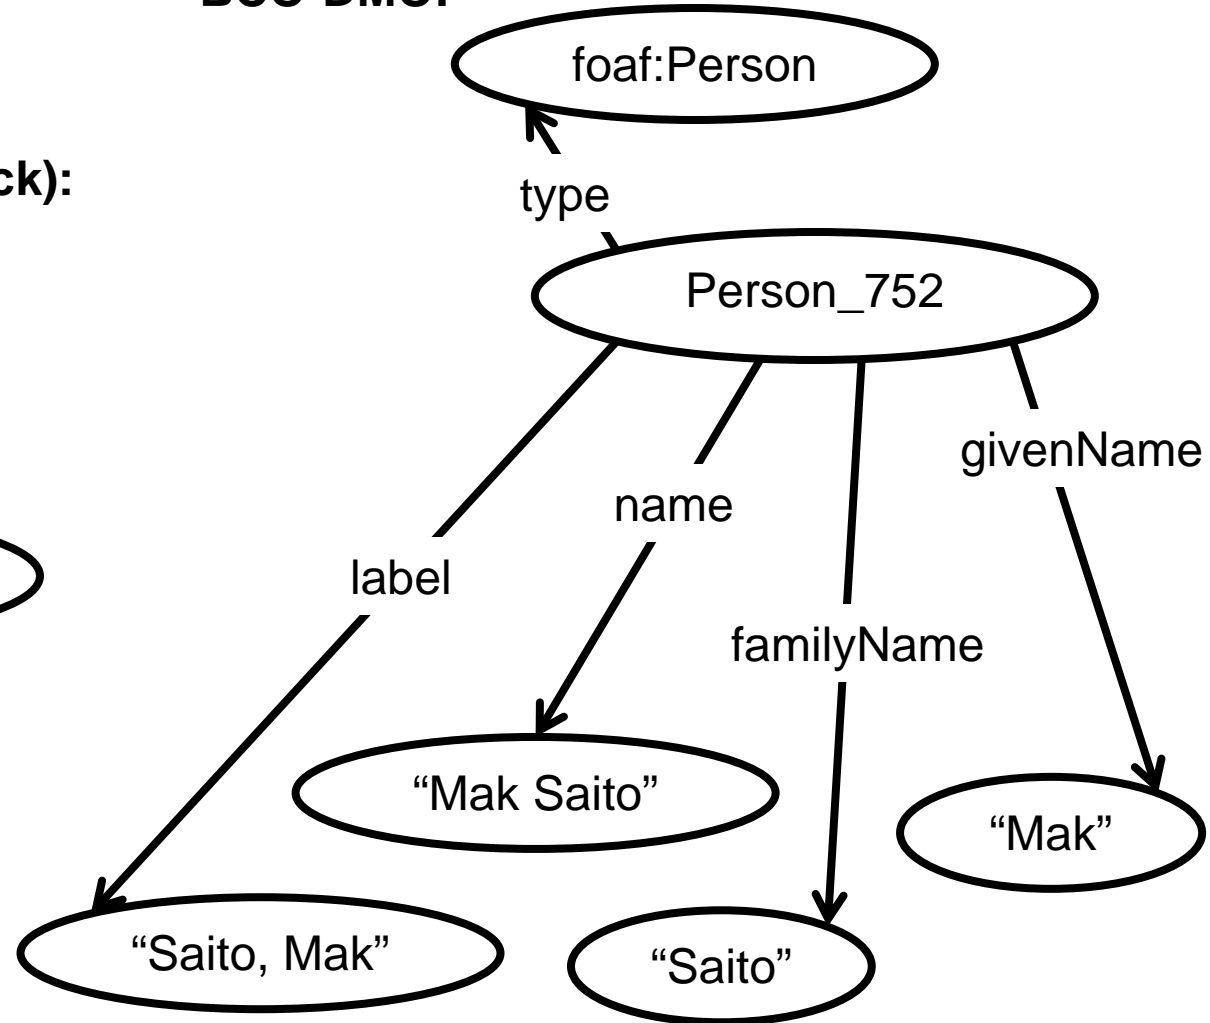 foaf:Person
ck):
type
Person_752
givenName
name
label
familyName
“Mak Saito”
“Mak”
“Saito, Mak”
“Saito”